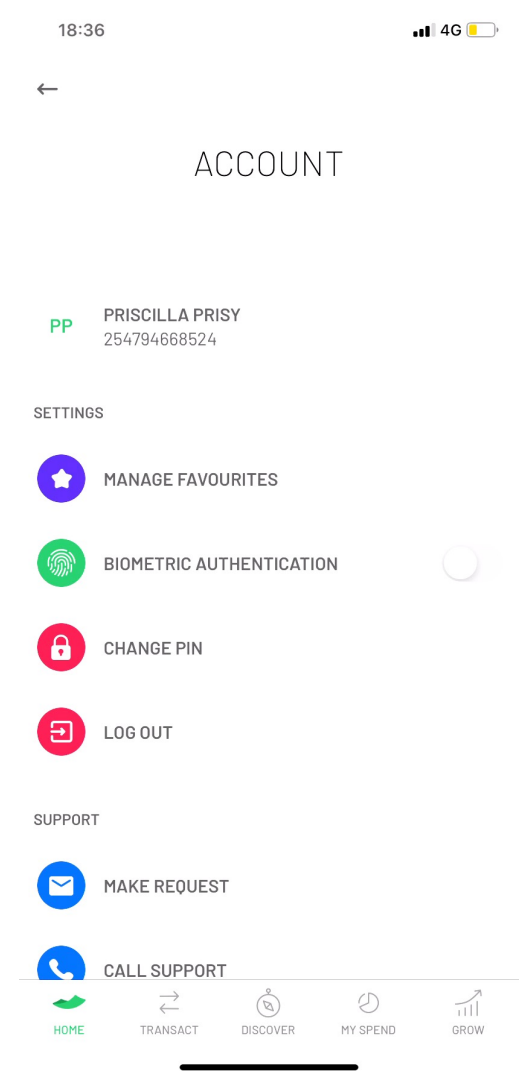 18:36
4G
ACCOUNT
PP
PRISCILLA PRISY
254794668524
SETTINGS
MANAGE FAVOURITES
BIOMETRIC AUTHENTICATION
CHANGE PIN
LOG OUT
SUPPORT
MAKE REQUEST
CALL SUPPORT
HOME
TRANSACT
DISCOVER
MY SPEND
GROW